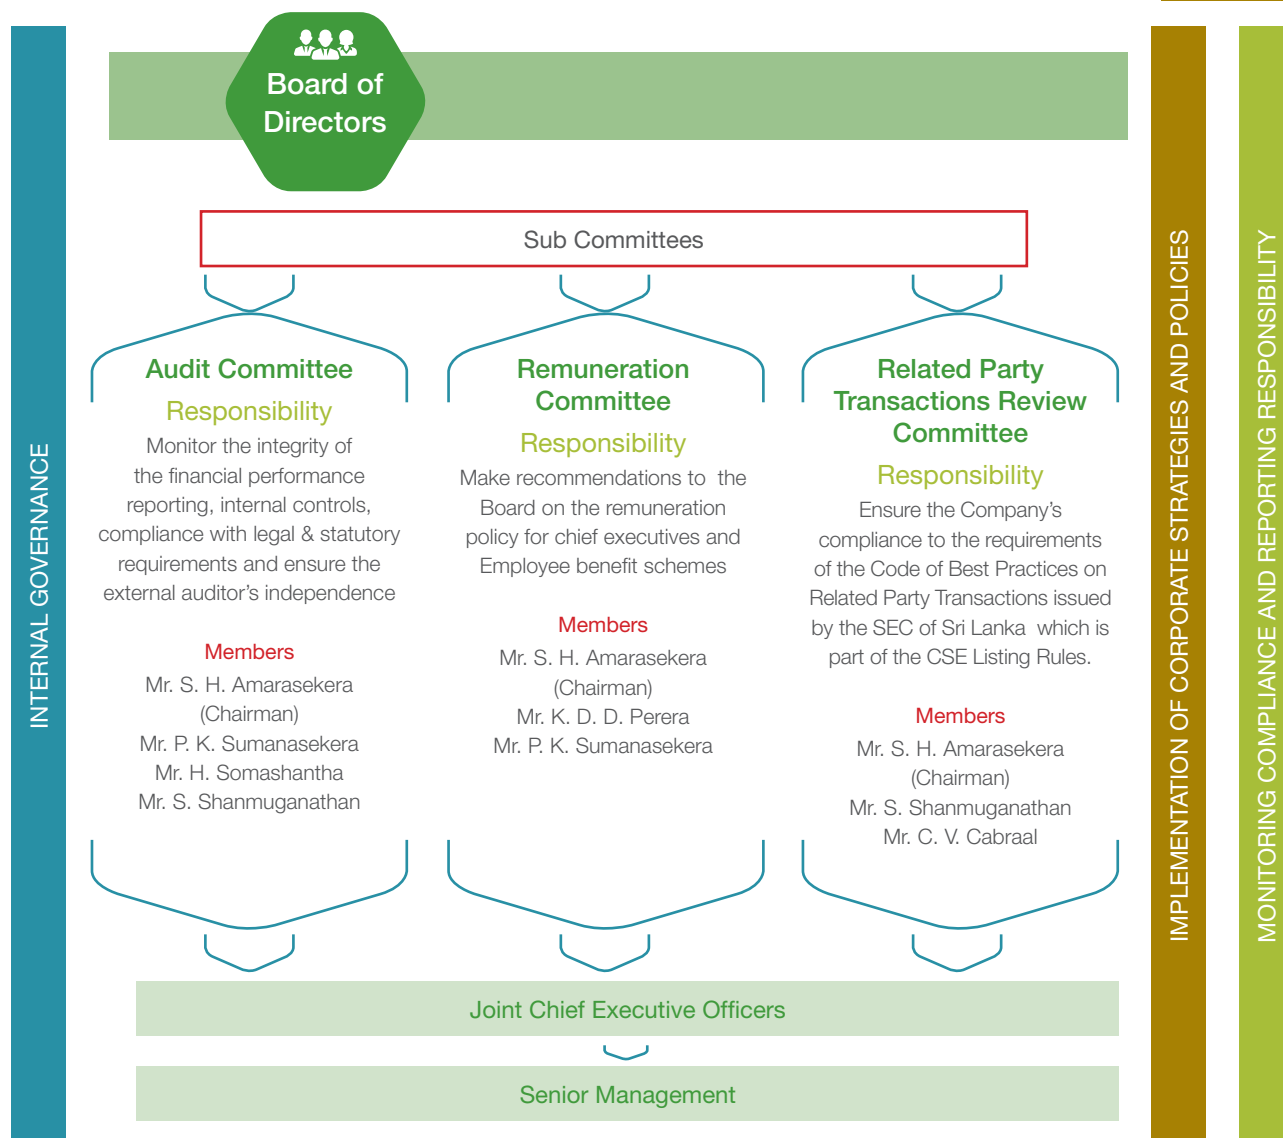 INTERNAL GOVERNANCE
Board of
Directors
Sub Committees
Audit Committee
Responsibility
Monitor the integrity of
the financial performance
reporting, internal controls,
compliance with legal & statutory
requirements and ensure the
external auditor's independence
Members
Mr. S. H. Amarasekera
(Chairman)
Mr. P. K. Sumanasekera
Mr. H. Somashantha
Mr. S. Shanmuganathan
Remuneration
Committee
Responsibility
Make recommendations to the
Board on the remuneration
policy for chief executives and
Employee benefit schemes
Members
Mr. S. H. Amarasekera
(Chairman)
Mr. K. D. D. Perera
Mr. P. K. Sumanasekera
Related Party
Transactions Review
Committee
Responsibility
Ensure the Company's
compliance to the requirements
of the Code of Best Practices on
Related Party Transactions issued
by the SEC of Sri Lanka which is
part of the CSE Listing Rules.
Members
Mr. S. H. Amarasekera
(Chairman)
Mr. S. Shanmuganathan
Mr. C. V. Cabraal
Joint Chief Executive Officers
Senior Management
IMPLEMENTATION OF CORPORATE STRATEGIES AND POLICIES
MONITORING COMPLIANCE AND REPORTING RESPONSIBILITY